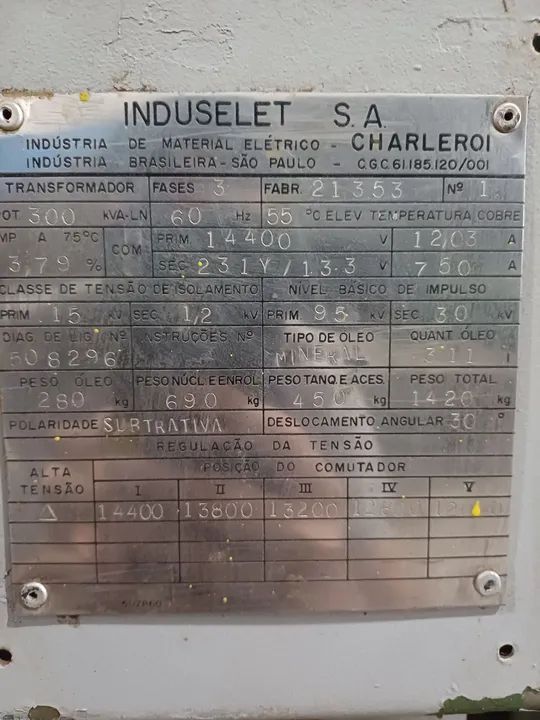 INDUSELET S.A.
INDÚSTRIA DE MATERIAL ELÉTRICO - CHARLEROI
INDÚSTRIA BRASILEIRA - SÃO PAULO - C.G.C. 61.185.120/001
TRANSFORMADOR FASES 3 FABR. 21353 Nº 1
POT 300 KVA-LN 60 Hz 55 °C ELEV TEMPERATURA COBRE
IMP A 75°C COM PRIM. 14400 V 12,03 A
3,79 % SEC. 231Y/133 V 750 A
CLASSE DE TENSÃO DE ISOLAMENTO NÍVEL BÁSICO DE IMPULSO
PRIM. 15 KV SEC. 1,2 KV PRIM. 95 KV SEC. 30 KV
DIAG. DE LIG. Nº INSTRUÇÕES Nº TIPO DE ÓLEO QUANT ÓLEO
508296 MINERAL 311 l
PESO ÓLEO PESO NÚCL. E ENROL. PESO TANQ. E ACES. PESO TOTAL
280 kg 690 kg 450 kg 1420 kg
POLARIDADE SUBTRATIVA DESLOCAMENTO ANGULAR 30 °
REGULAÇÃO DA TENSÃO
ALTA TENSÃO POSIÇÃO DO COMUTADOR
I II III IV V
Δ 14400 13800 13200